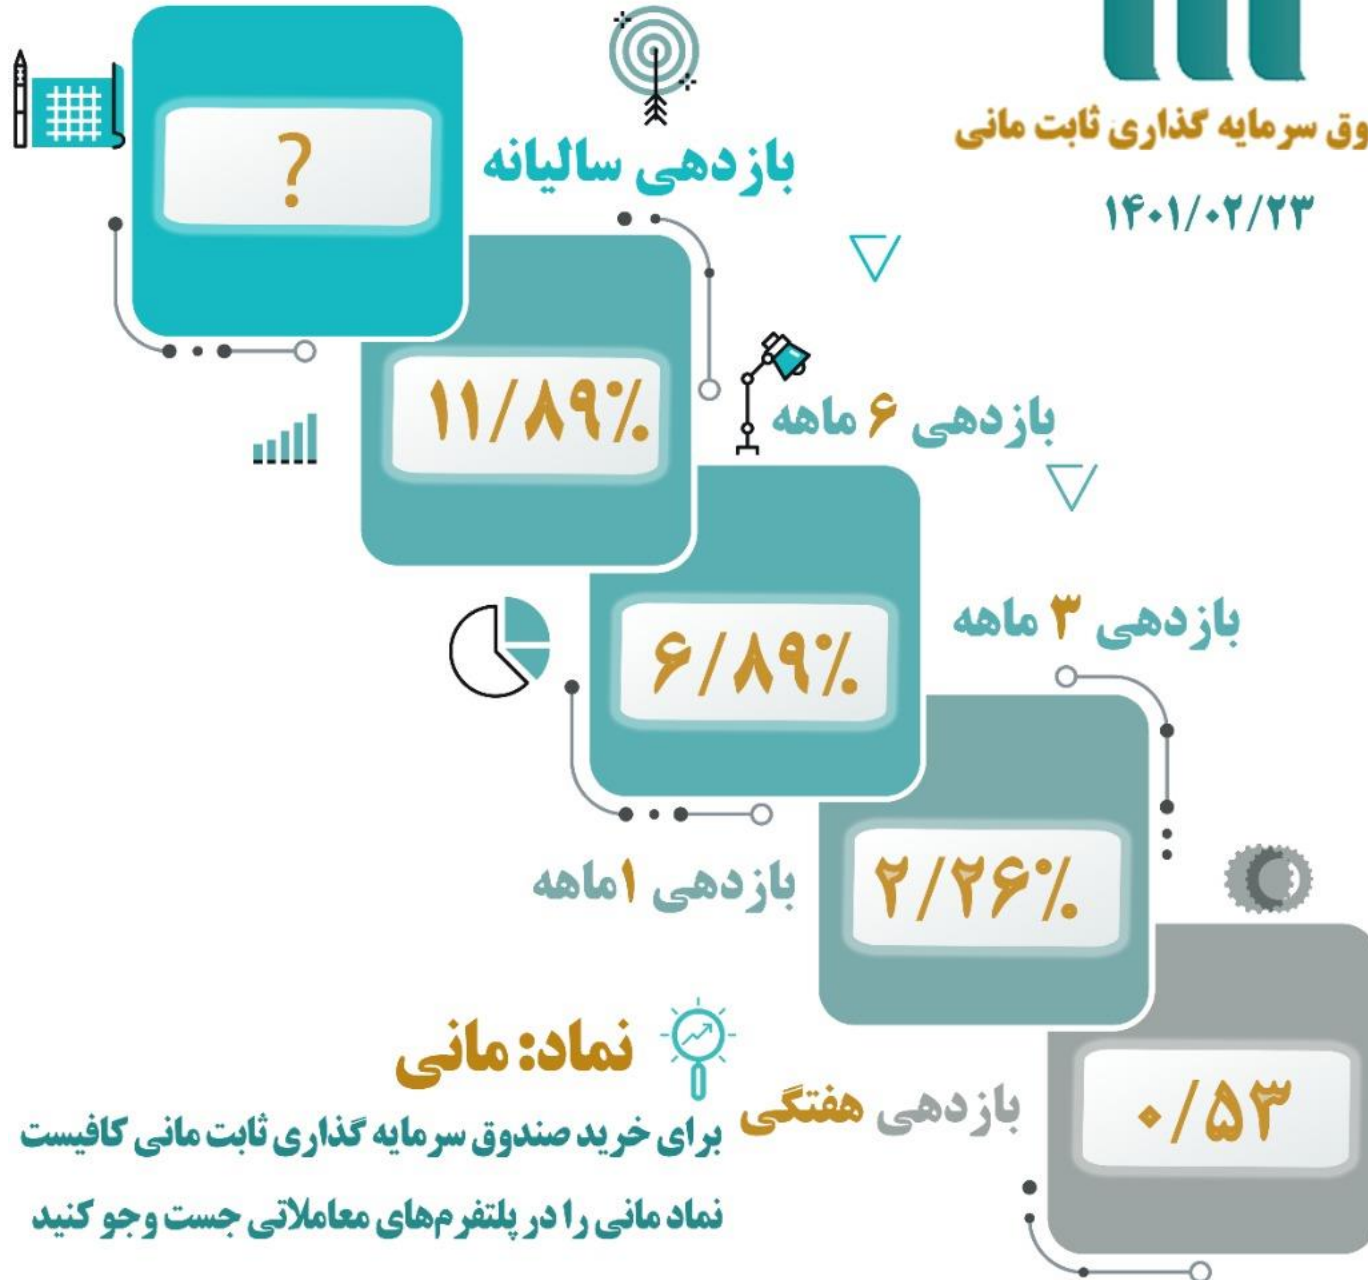 سرمایه گذاری ثابت مانی
۱۴۰۱/۰۲/۲۳
بازدهی سالیانه
?
بازدهی ۶ ماهه
۱۱/۸۹٪
بازدهی ۳ ماهه
۶/۸۹٪
بازدهی ۱ماهه
۲/۲۶٪
بازدهی هفتگی
۰/۵۳
نماد: مانی
برای خرید صندوق سرمایه گذاری ثابت مانی کافیست
نماد مانی را در پلتفرم‌های معاملاتی جست وجو کنید